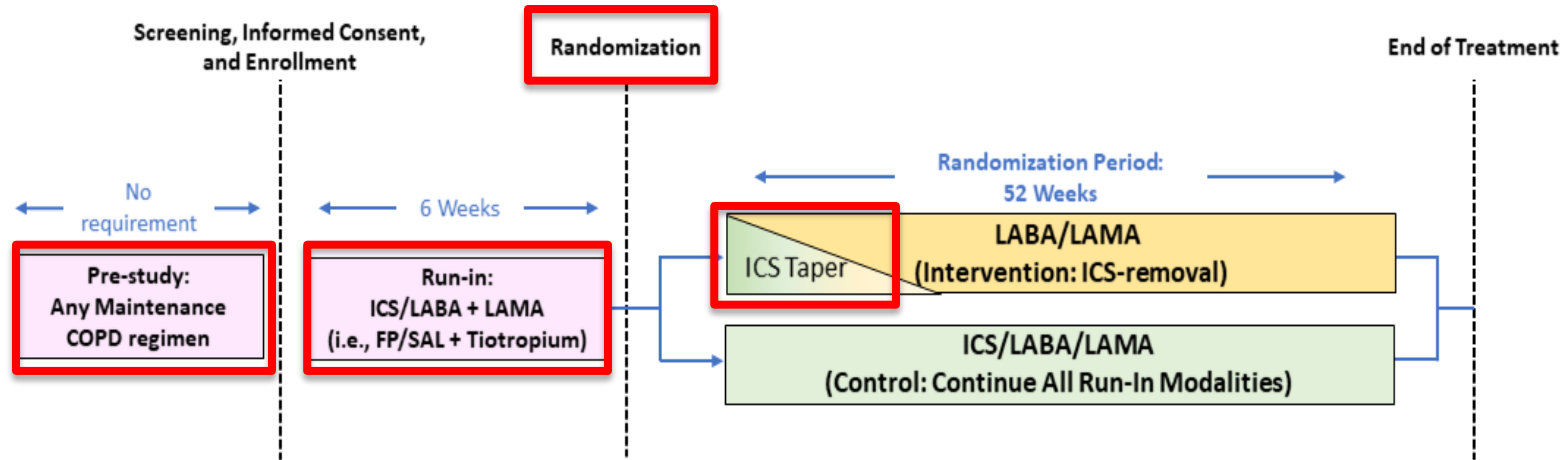 Screening, Informed Consent,
and Enrollment
Randomization
End of Treatment
No
requirement
6 Weeks
Randomization Period:
52 Weeks
Pre-study:
Any Maintenance
COPD regimen
Run-in:
ICS/LABA + LAMA
(i.e., FP/SAL + Tiotropium)
ICS Taper
LABA/LAMA
(Intervention: ICS-removal)
ICS/LABA/LAMA
(Control: Continue All Run-In Modalities)